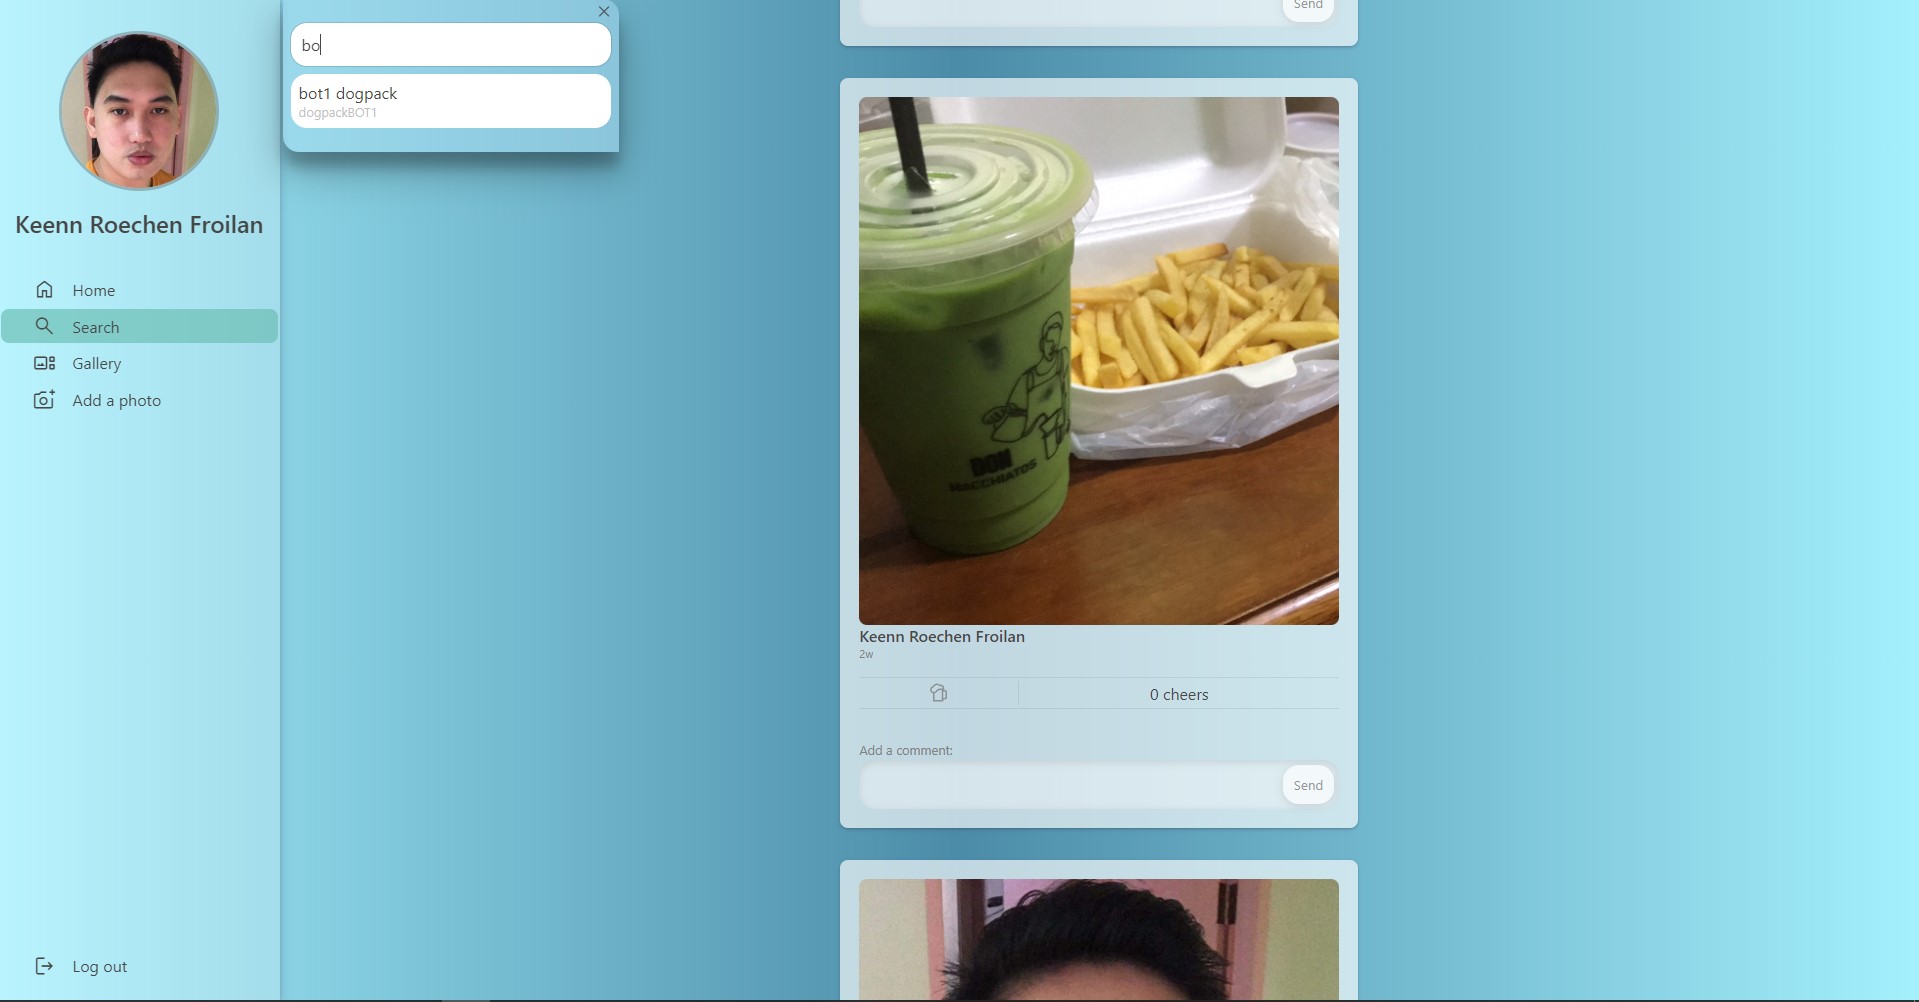 Keenn Roechen Froilan
Home
Search
Gallery
Add a photo
Log out
bo
bot1 dogpack
dogpackBOT1
Send
DON
MACCHIATOS
Keenn Roechen Froilan
2w
0 cheers
Add a comment:
Send